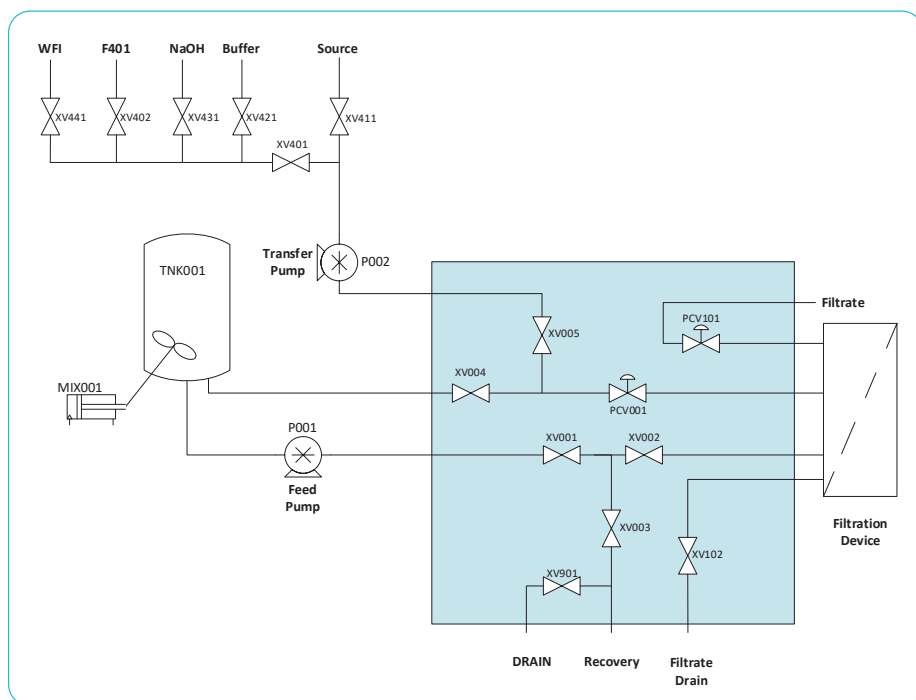 WFI
F401
NaOH
Buffer
Source
XV441
XV402
XV431
XV421
XV411
XV401
Transfer
Pump
P002
TNK001
MIX001
P001
Feed
Pump
XV005
PCV101
Filtrate
XV004
PCV001
XV001
XV002
XV003
XV102
XV901
Filtration
Device
DRAIN
Recovery
Filtrate
Drain